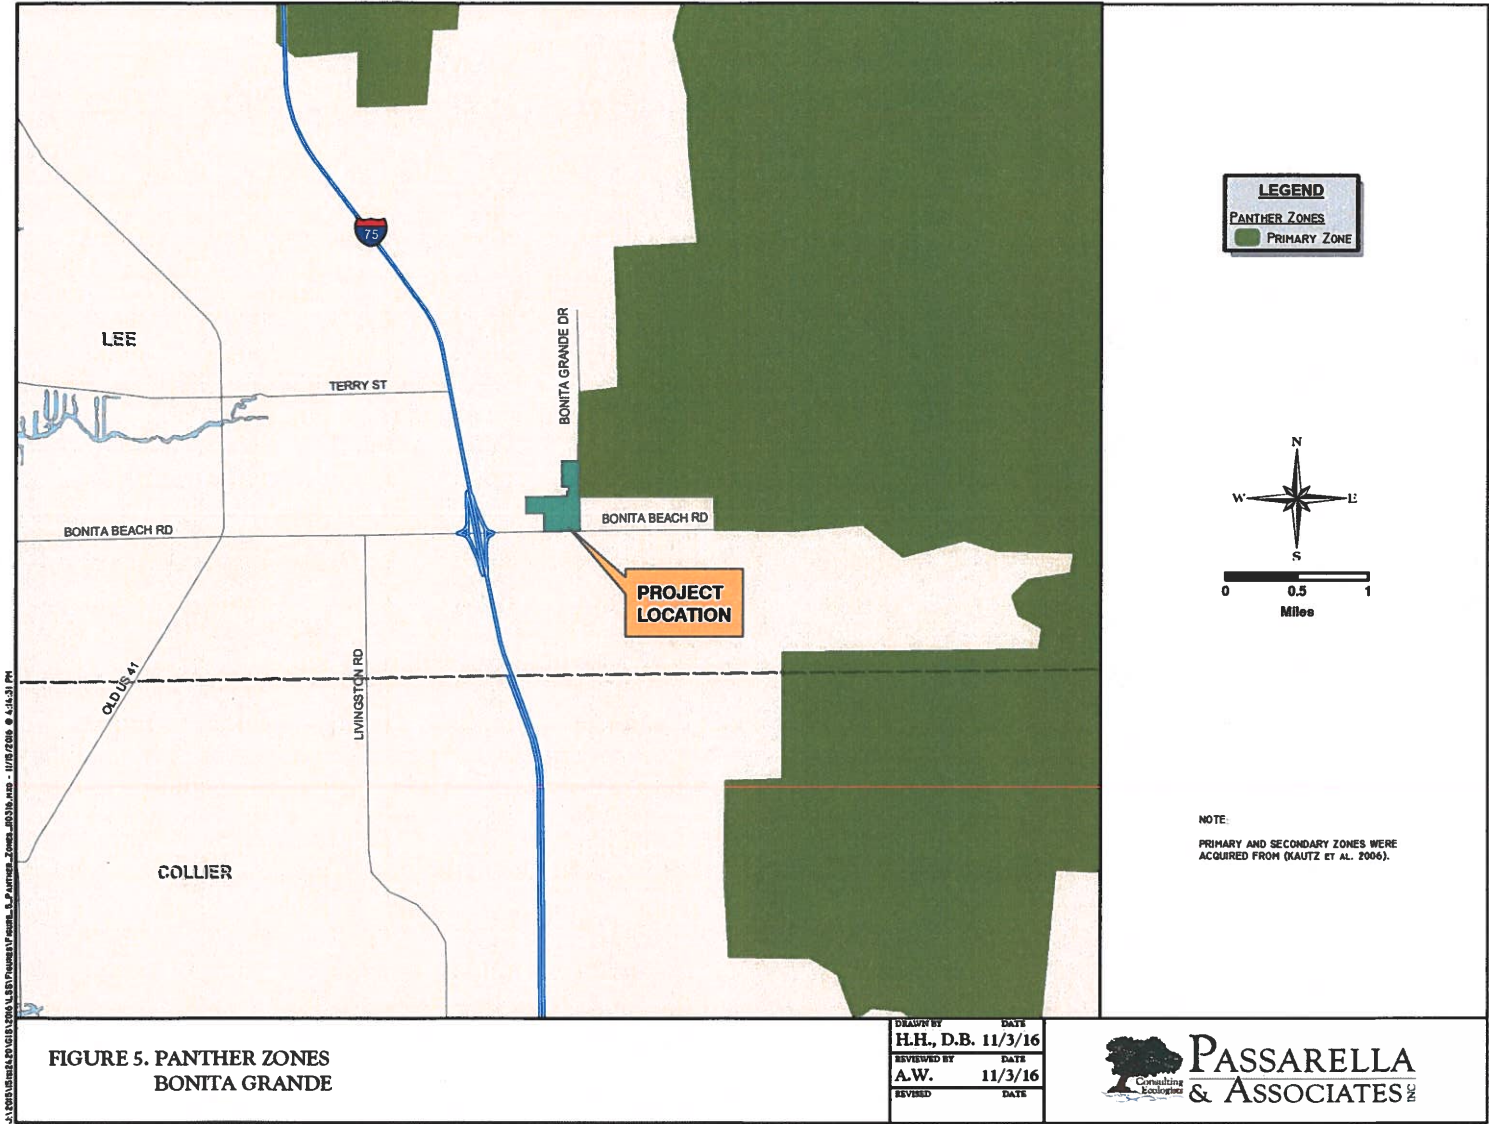 75
LEE
TERRY ST
BONITA GRANDE DR
BONITA BEACH RD
BONITA BEACH RD
PROJECT
LOCATION
OLD US 41
LIVINGSTON RD
COLLIER
LEGEND
PANTHER ZONES
PRIMARY ZONE
N
W E
S
0 0.5 1
Miles
NOTE:
PRIMARY AND SECONDARY ZONES WERE
ACQUIRED FROM (KAUTZ ET AL. 2006).
FIGURE 5. PANTHER ZONES
BONITA GRANDE
DRAWN BY DATE
H.H., D.B. 11/3/16
REVIEWED BY DATE
A.W. 11/3/16
REVISED DATE
Consulting
Ecologists
PASSARELLA
& ASSOCIATES INC